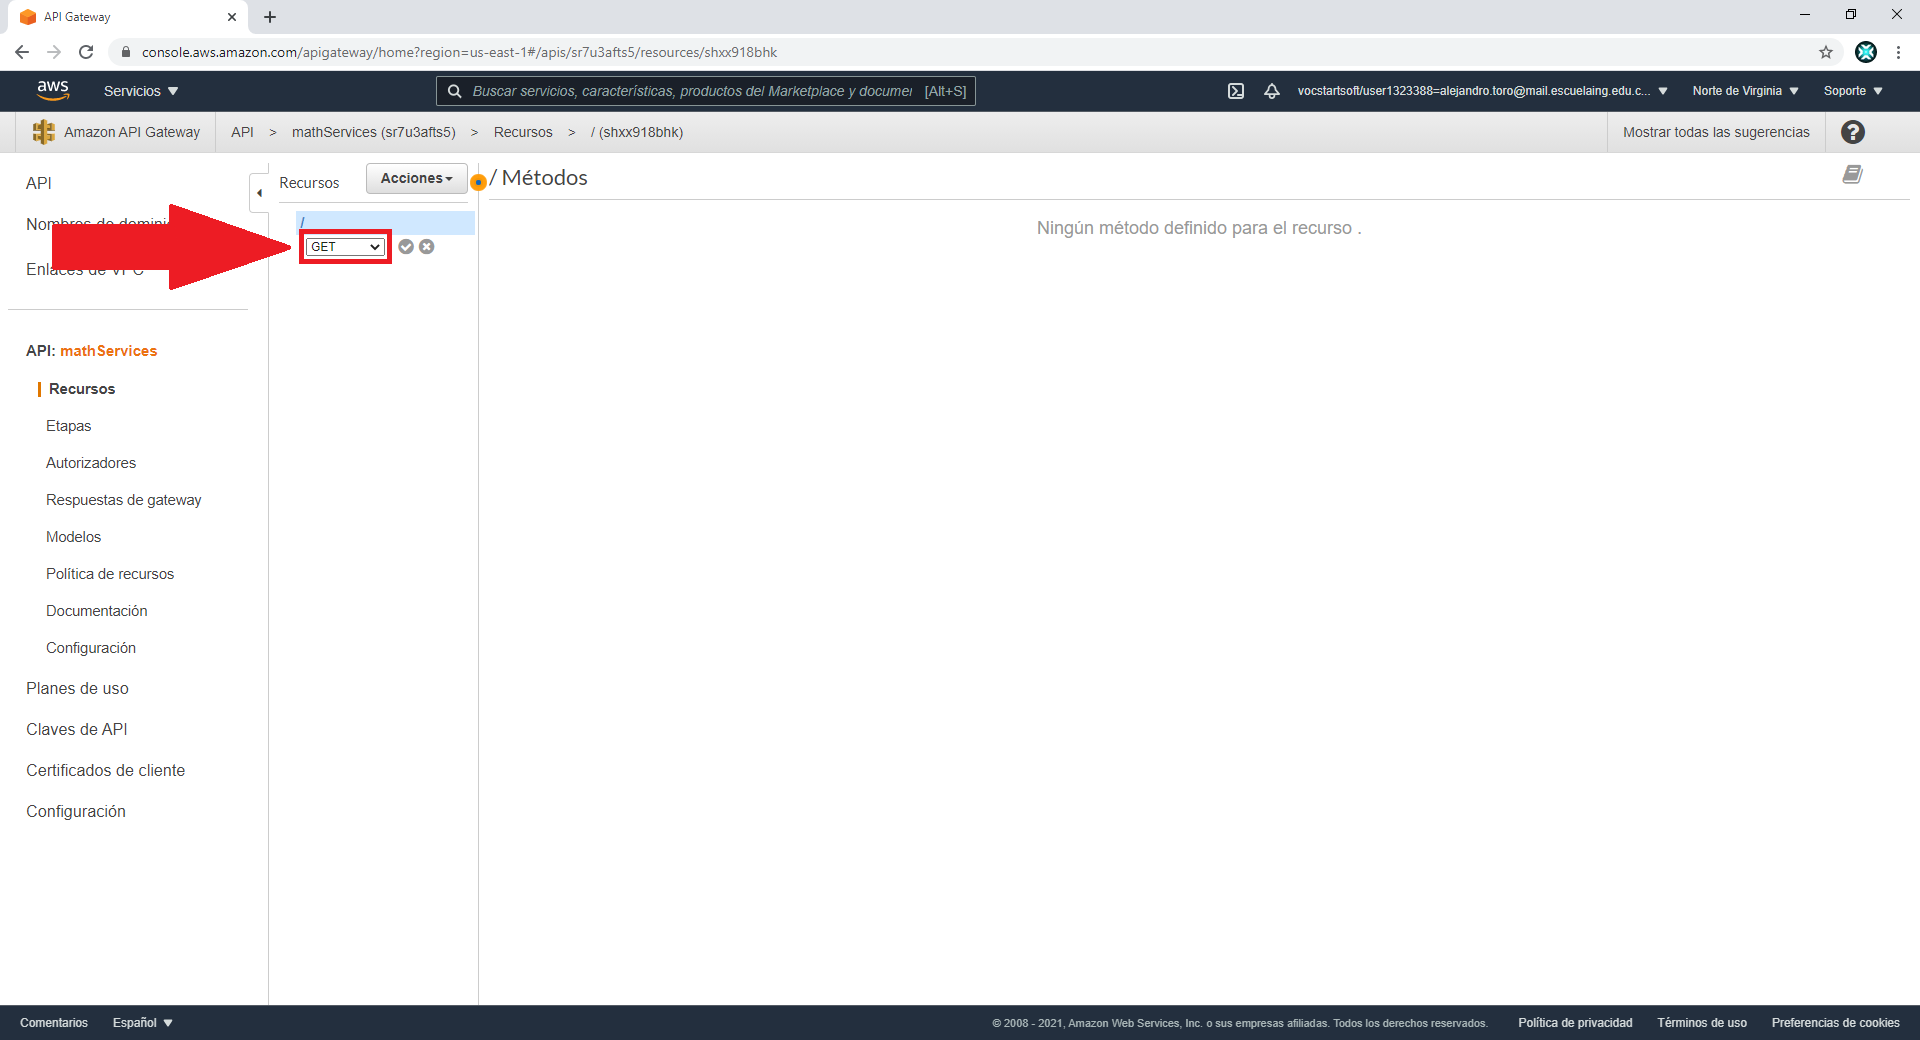 API Gateway
console.aws.amazon.com/apigateway/home?region=us-east-1#/apis/sr7u3afts5/resources/shxx918bhk
aws Servicios Buscar servicios, características, productos del Marketplace y documen [Alt+S] vocstartsoft/user1323388=alejandro.toro@mail.escuelaing.edu.c... Norte de Virginia Soporte
Amazon API Gateway API > mathServices (sr7u3afts5) > Recursos > / (shxx918bhk) Mostrar todas las sugerencias ?
API
Enlaces de VPC
API: mathServices
Recursos
Etapas
Autorizadores
Respuestas de gateway
Modelos
Política de recursos
Documentación
Configuración
Planes de uso
Claves de API
Certificados de cliente
Configuración
Recursos Acciones
/
GET
/ Métodos
Ningún método definido para el recurso .
Comentarios Español © 2008 - 2021, Amazon Web Services, Inc. o sus empresas afiliadas. Todos los derechos reservados. Política de privacidad Términos de uso Preferencias de cookies